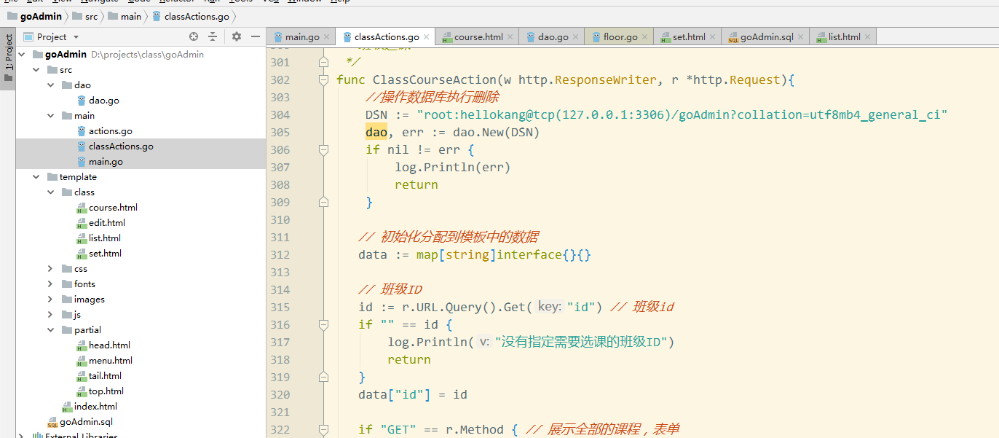 goAdmin src main classActions.go
Project
main.go classActions.go course.html dao.go floor.go set.html goAdmin.sql list.html
1: Project
goAdmin D:\projects\class\goAdmin
src
dao
dao.go
main
actions.go
classActions.go
main.go
template
class
course.html
edit.html
list.html
set.html
css
fonts
images
js
partial
head.html
menu.html
tail.html
top.html
index.html
goAdmin.sql
External Libraries
301 */
302 func ClassCourseAction(w http.ResponseWriter, r *http.Request){
303 //操作数据库执行删除
304 DSN := "root:hellokang@tcp(127.0.0.1:3306)/goAdmin?collation=utf8mb4_general_ci"
305 dao, err := dao.New(DSN)
306 if nil != err {
307 log.Println(err)
308 return
309 }
310
311 // 初始化分配到模板中的数据
312 data := map[string]interface{}{}
313
314 // 班级ID
315 id := r.URL.Query().Get( key: "id") // 班级id
316 if "" == id {
317 log.Println( v: "没有指定需要选课的班级ID")
318 return
319 }
320 data["id"] = id
321
322 if "GET" == r.Method { // 展示全部的课程，表单